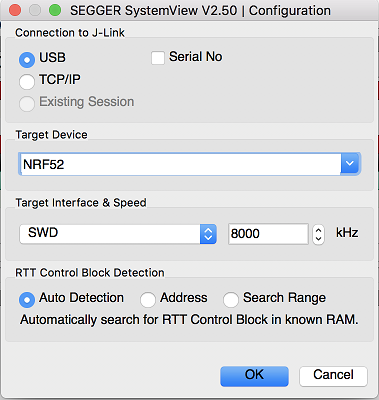 SEGGER SystemView V2.50 | Configuration
Connection to J-Link
USB
Serial No
TCP/IP
Existing Session
Target Device
NRF52
Target Interface & Speed
SWD
8000
kHz
RTT Control Block Detection
Auto Detection
Address
Search Range
Automatically search for RTT Control Block in known RAM.
OK
Cancel